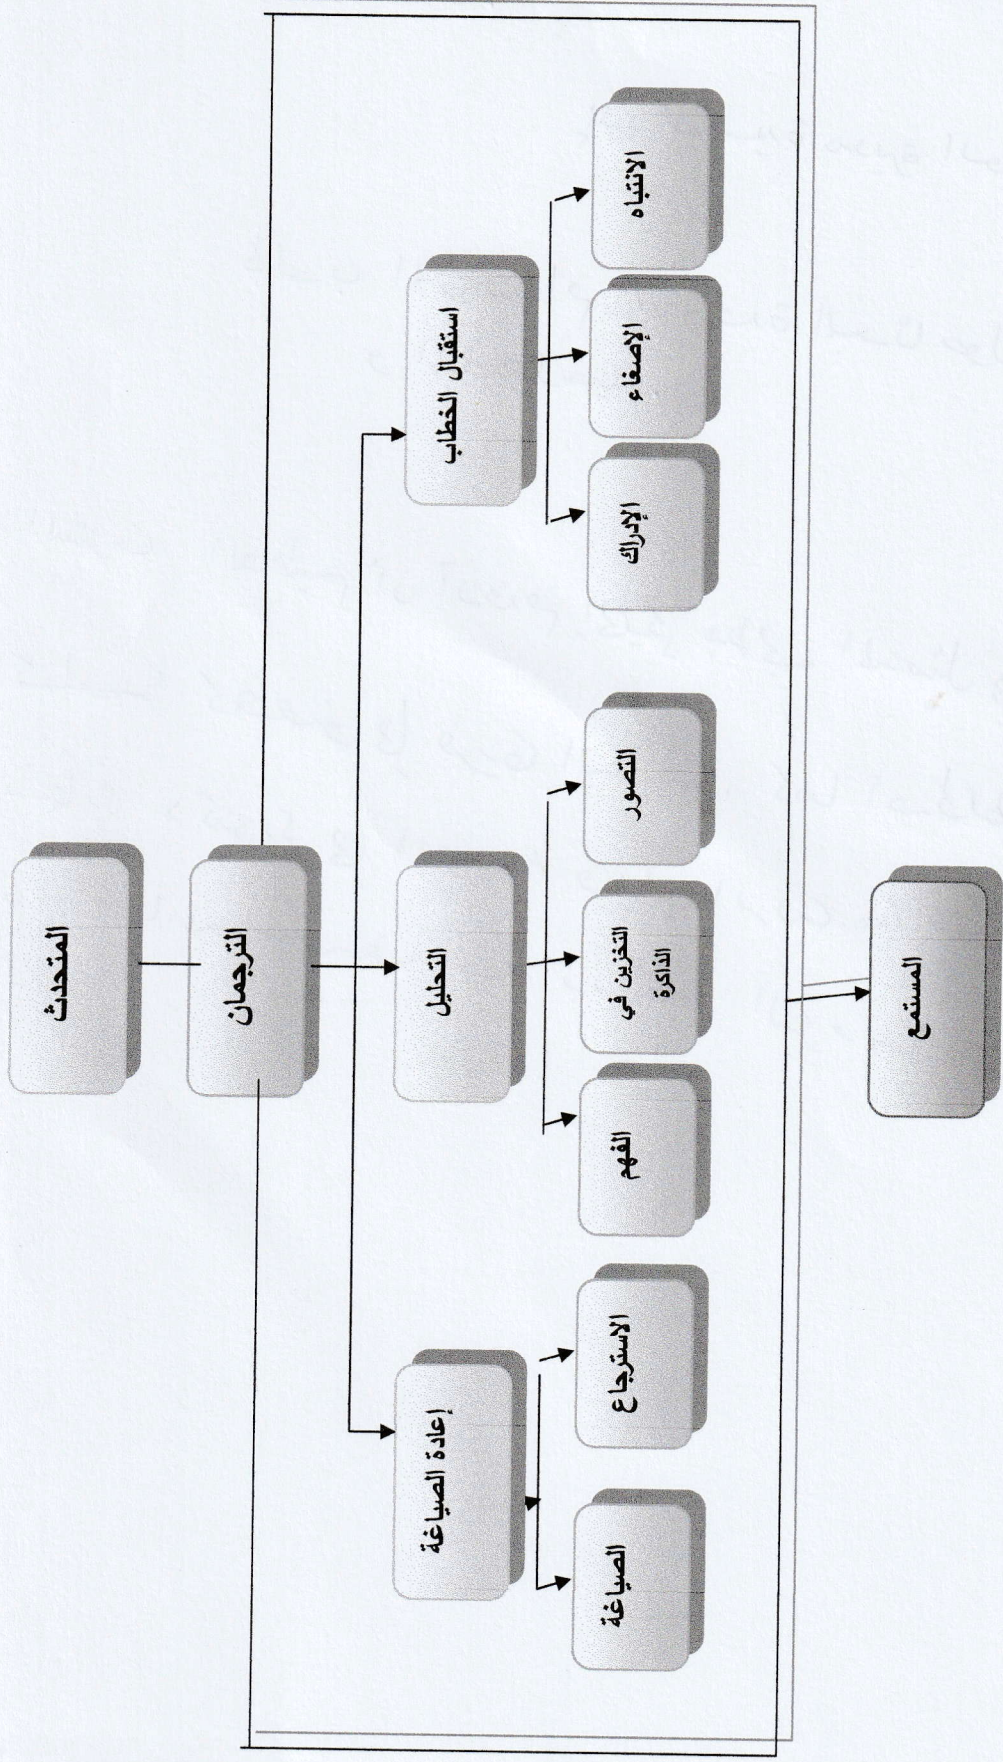 المتحدث
الترجمان
استقبال الخطاب
التحليل
إعادة الصياغة
الانتباه
الإصغاء
الإدراك
التصور
التخزين في
الذاكرة
الفهم
الاسترجاع
الصياغة
المستمع